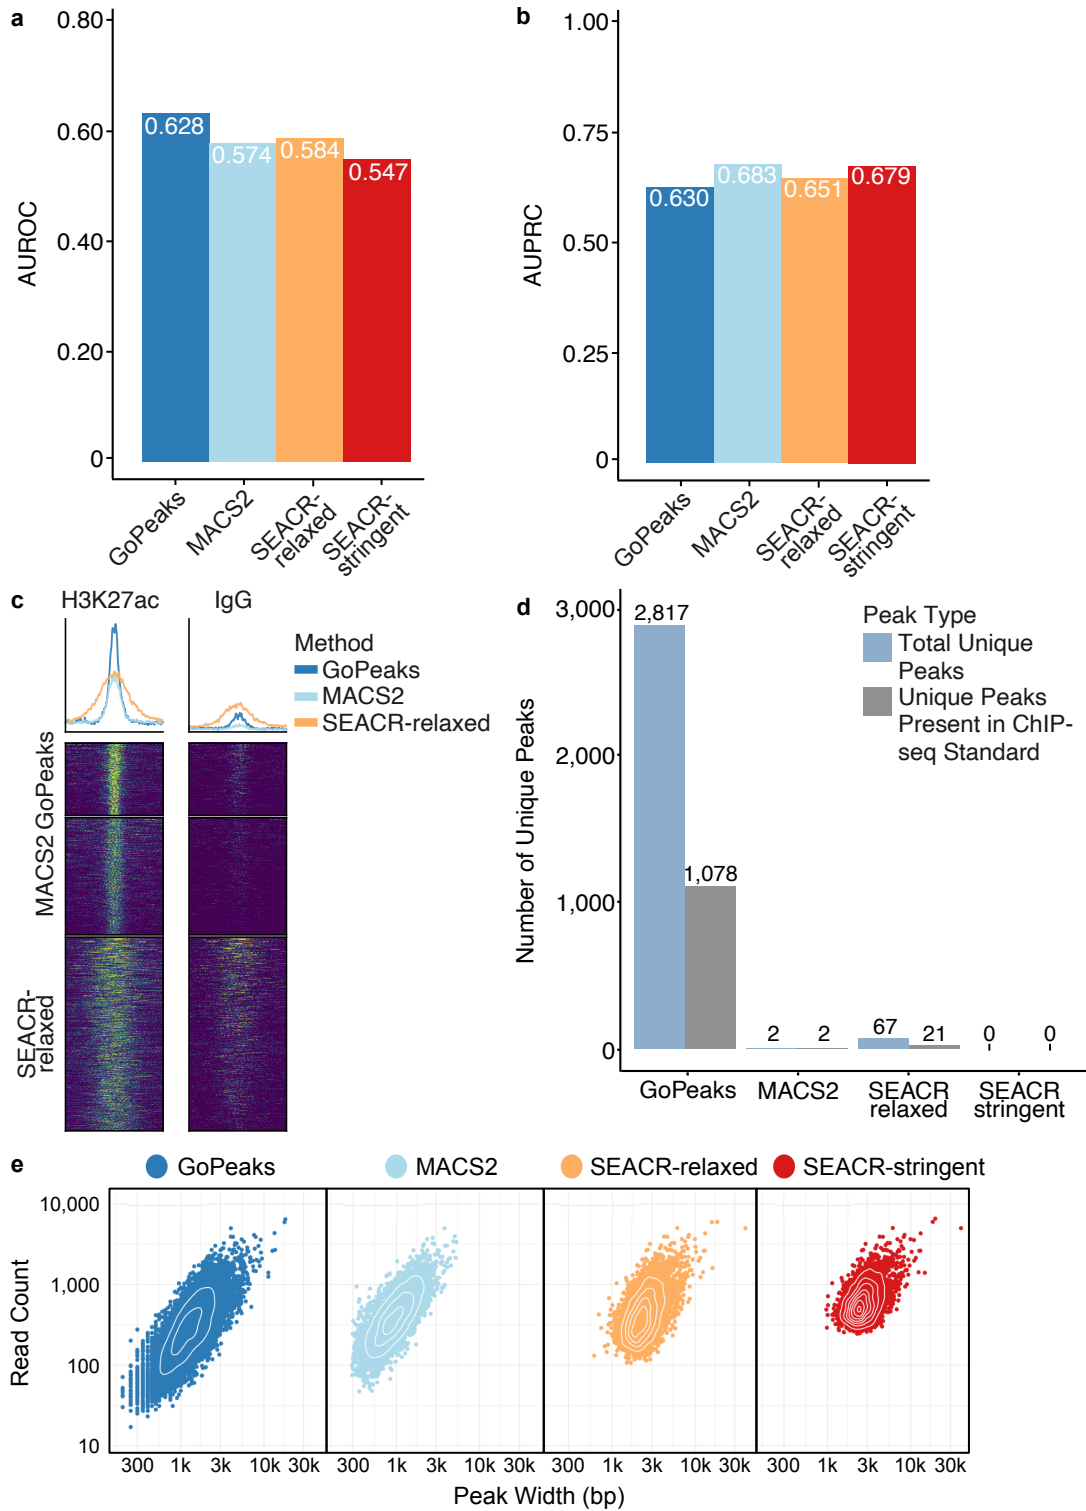 a
0.80
0.60
0.40
0.20
0
AUROC
0.628
0.574
0.584
0.547
GoPeaks
MACS2
SEACR-
relaxed
SEACR-
stringent
b
1.00
0.75
0.50
0.25
0
AUPRC
0.630
0.683
0.651
0.679
GoPeaks
MACS2
SEACR-
relaxed
SEACR-
stringent
c
H3K27ac
IgG
Method
GoPeaks
MACS2
SEACR-relaxed
GoPeaks
MACS2
SEACR-
relaxed
d
3,000
2,000
1,000
0
Number of Unique Peaks
Peak Type
Total Unique
Peaks
Unique Peaks
Present in ChIP-
seq Standard
2,817
1,078
2
2
67
21
0
0
GoPeaks
MACS2
SEACR
relaxed
SEACR
stringent
e
GoPeaks
MACS2
SEACR-relaxed
SEACR-stringent
10,000
1,000
100
10
Read Count
300 1k 3k 10k 30k
300 1k 3k 10k 30k
300 1k 3k 10k 30k
300 1k 3k 10k 30k
Peak Width (bp)